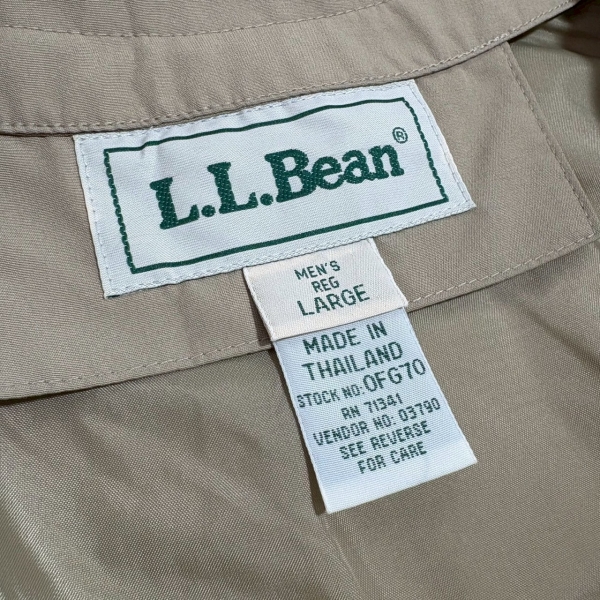 L.L.Bean®
MEN'S
REG
LARGE
MADE IN
THAILAND
STOCK NO: 0FG70
RN 71341
VENDOR NO: 03790
SEE REVERSE
FOR CARE